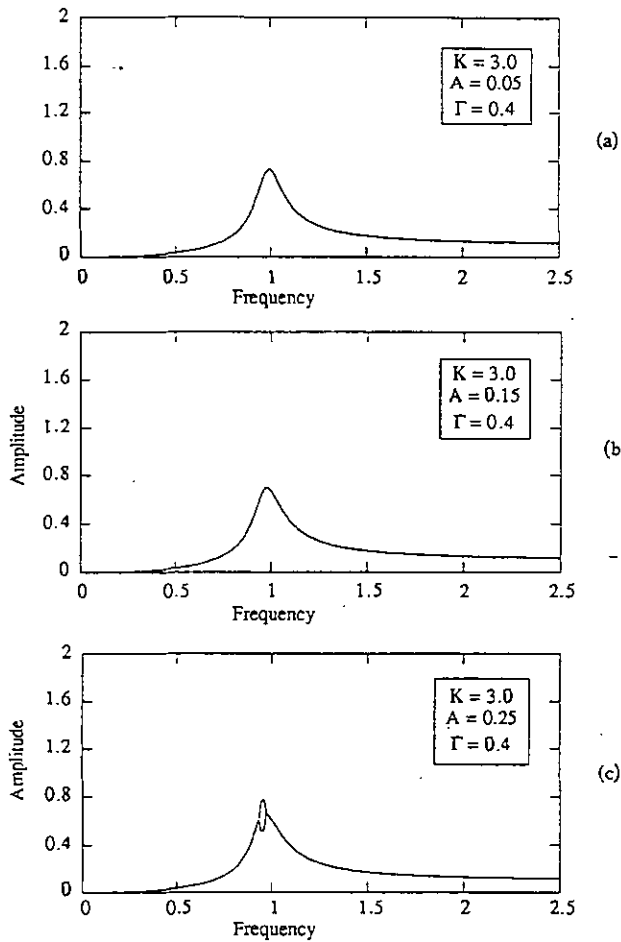 2
1.6
1.2
0.8
0.4
0
K = 3.0
A = 0.05
Γ = 0.4
(a)
0 0.5 1 1.5 2 2.5
Frequency
2
1.6
1.2
0.8
0.4
0
Amplitude
K = 3.0
A = 0.15
Γ = 0.4
(b
0 0.5 1 1.5 2 2.5
Frequency
2
1.6
1.2
0.8
0.4
0
Amplitude
K = 3.0
A = 0.25
Γ = 0.4
(c)
0 0.5 1 1.5 2 2.5
Frequency